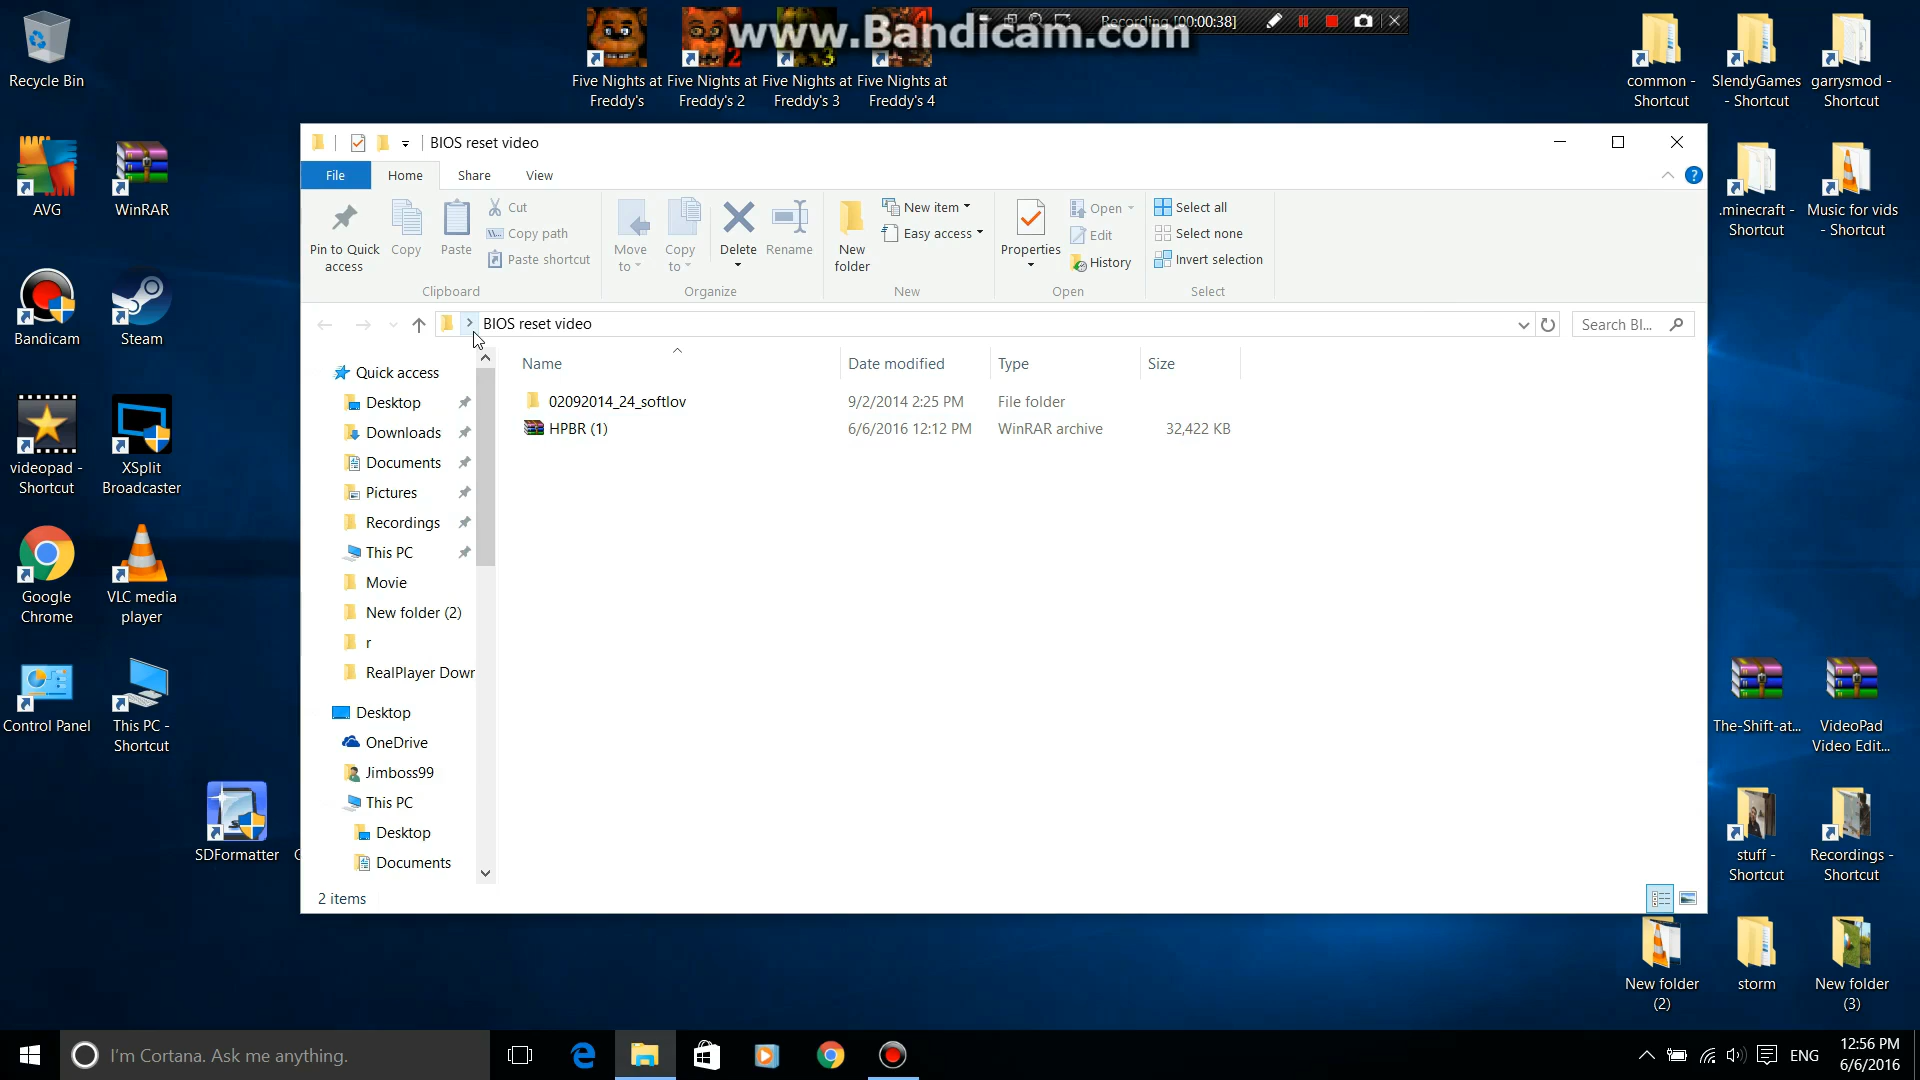 www.Bandicam.com
Recording [00:00:38]
Recycle Bin
Five Nights at
Freddy's
Five Nights at
Freddy's 2
Five Nights at
Freddy's 3
Five Nights at
Freddy's 4
common -
Shortcut
SlendyGames
- Shortcut
garrysmod -
Shortcut
AVG
WinRAR
.minecraft -
Shortcut
Music for vids
- Shortcut
Bandicam
Steam
videopad -
Shortcut
XSplit
Broadcaster
Google
Chrome
VLC media
player
Control Panel
This PC -
Shortcut
SDFormatter
BIOS reset video
File
Home
Share
View
Pin to Quick
access
Copy
Paste
Cut
Copy path
Paste shortcut
Clipboard
Move
to
Copy
to
Delete
Rename
Organize
New
folder
New item
Easy access
New
Properties
Open
Edit
History
Open
Select all
Select none
Invert selection
Select
BIOS reset video
Search BI...
Quick access
Desktop
Downloads
Documents
Pictures
Recordings
This PC
Movie
New folder (2)
r
RealPlayer Dowr
Desktop
OneDrive
Jimboss99
This PC
Desktop
Documents
Name
Date modified
Type
Size
02092014_24_softlov
9/2/2014 2:25 PM
File folder
HPBR (1)
6/6/2016 12:12 PM
WinRAR archive
32,422 KB
2 items
The-Shift-at...
VideoPad
Video Edit...
stuff -
Shortcut
Recordings -
Shortcut
New folder
(2)
storm
New folder
(3)
I'm Cortana. Ask me anything.
ENG
12:56 PM
6/6/2016